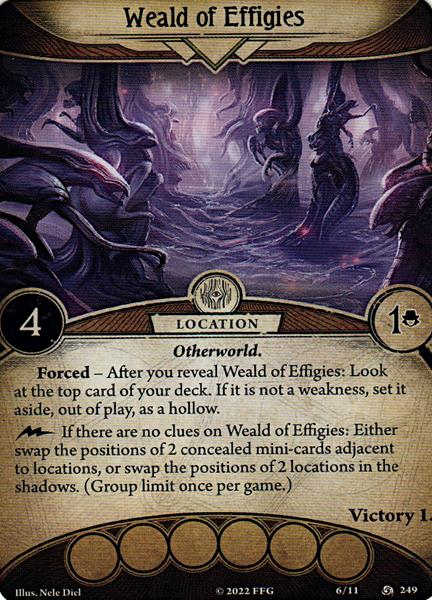 Weald of Effigies
4
LOCATION
1
Otherworld.
Forced – After you reveal Weald of Effigies: Look
at the top card of your deck. If it is not a weakness, set it
aside, out of play, as a hollow.
If there are no clues on Weald of Effigies: Either
swap the positions of 2 concealed mini-cards adjacent
to locations, or swap the positions of 2 locations in the
shadows. (Group limit once per game.)
Victory 1.
Illus. Nele Diel
© 2022 FFG
6/11
249